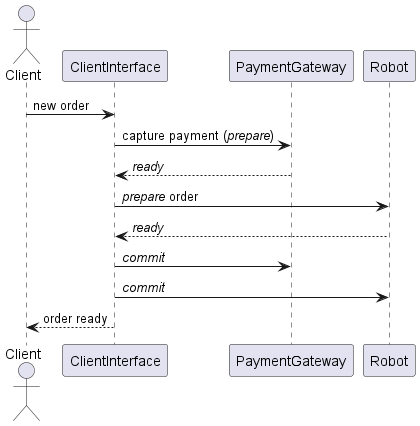 Client
ClientInterface
PaymentGateway
Robot
new order
capture payment (prepare)
ready
prepare order
ready
commit
commit
order ready
Client
ClientInterface
PaymentGateway
Robot